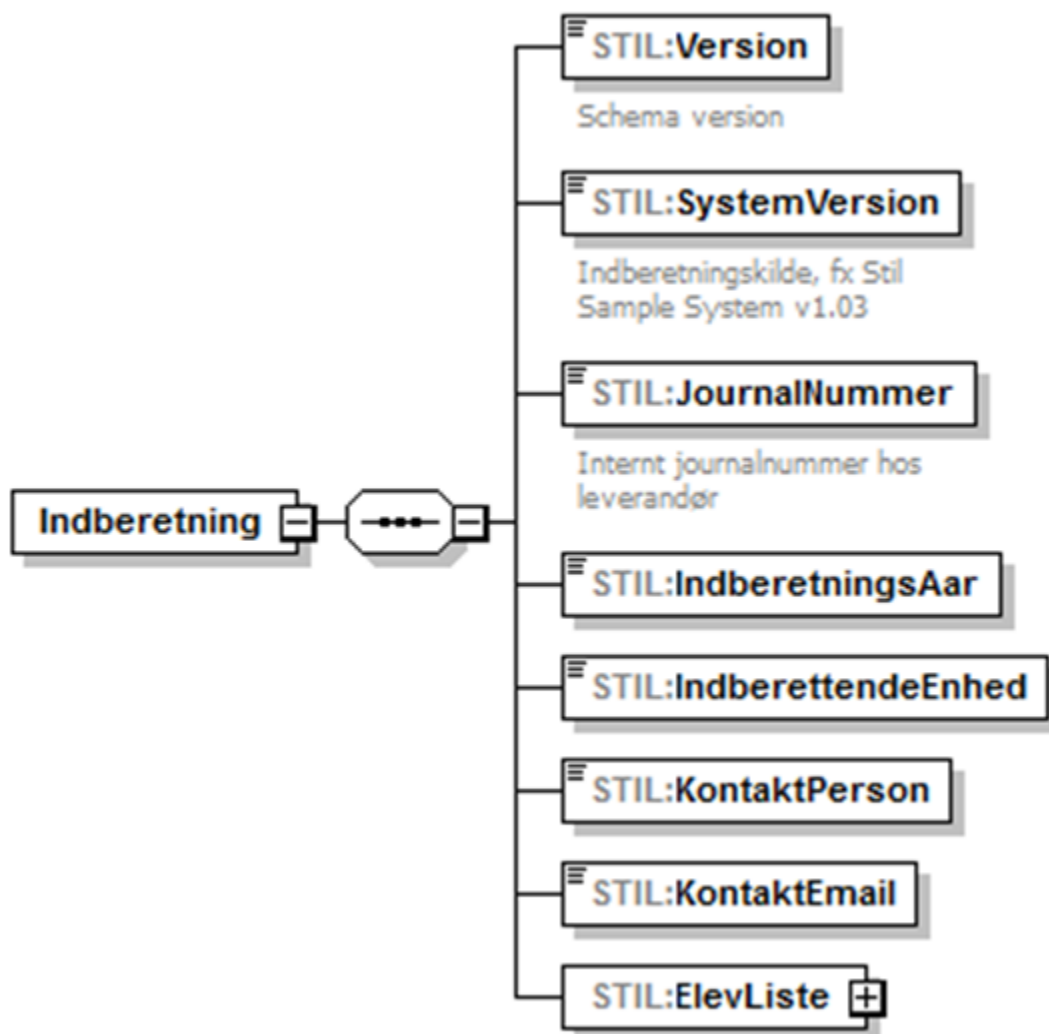 STIL:Version
Schema version
STIL:SystemVersion
Indberetningskilde, fx Stil
Sample System v1.03
STIL:JournalNummer
Internt journalnummer hos
leverandør
Indberetning
STIL:IndberetningsAar
STIL:IndberettendeEnhed
STIL:KontaktPerson
STIL:KontaktEmail
STIL:ElevListe